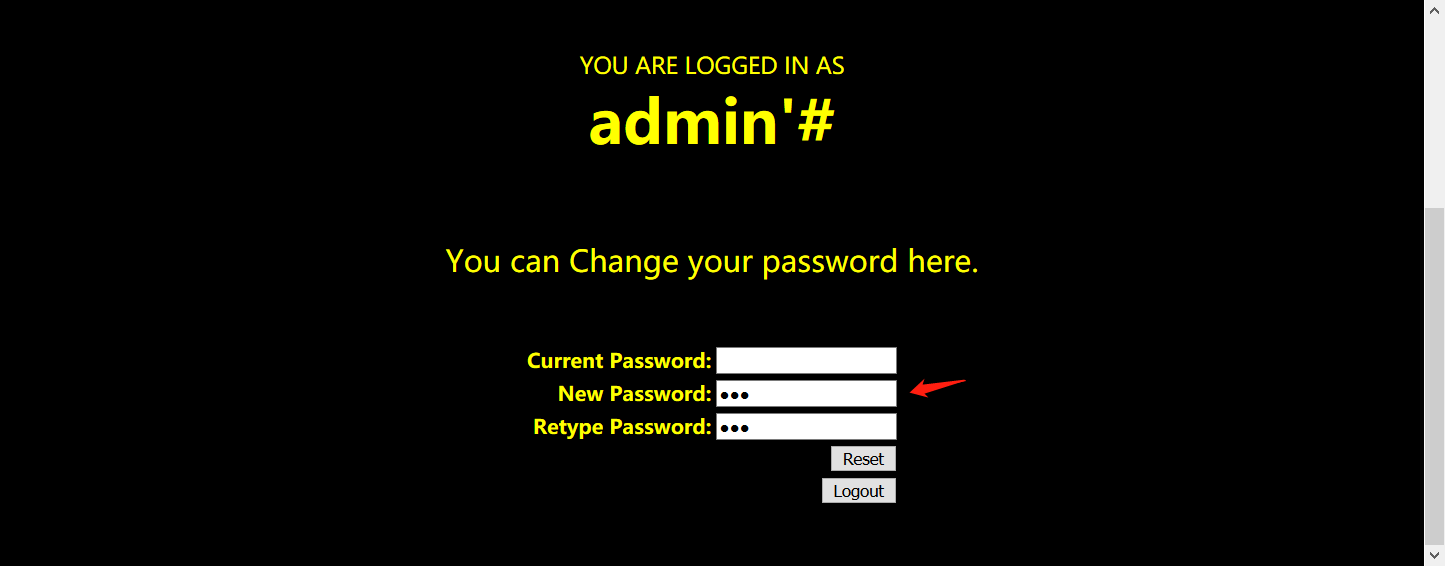 YOU ARE LOGGED IN AS
admin'#
You can Change your password here.
Current Password:
New Password: •••
Retype Password: •••
Reset
Logout